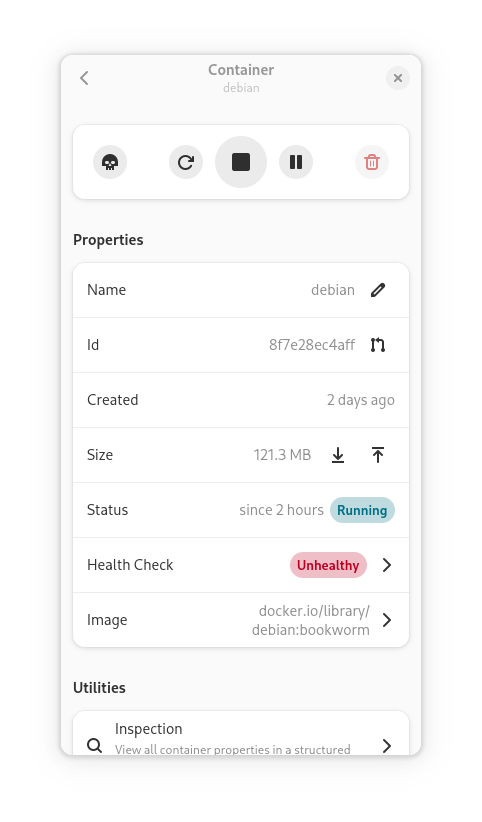 Container
debian
Properties
Name debian
Id 8f7e28ec4aff
Created 2 days ago
Size 121.3 MB
Status since 2 hours Running
Health Check Unhealthy
Image docker.io/library/
debian:bookworm
Utilities
Inspection
View all container properties in a structured